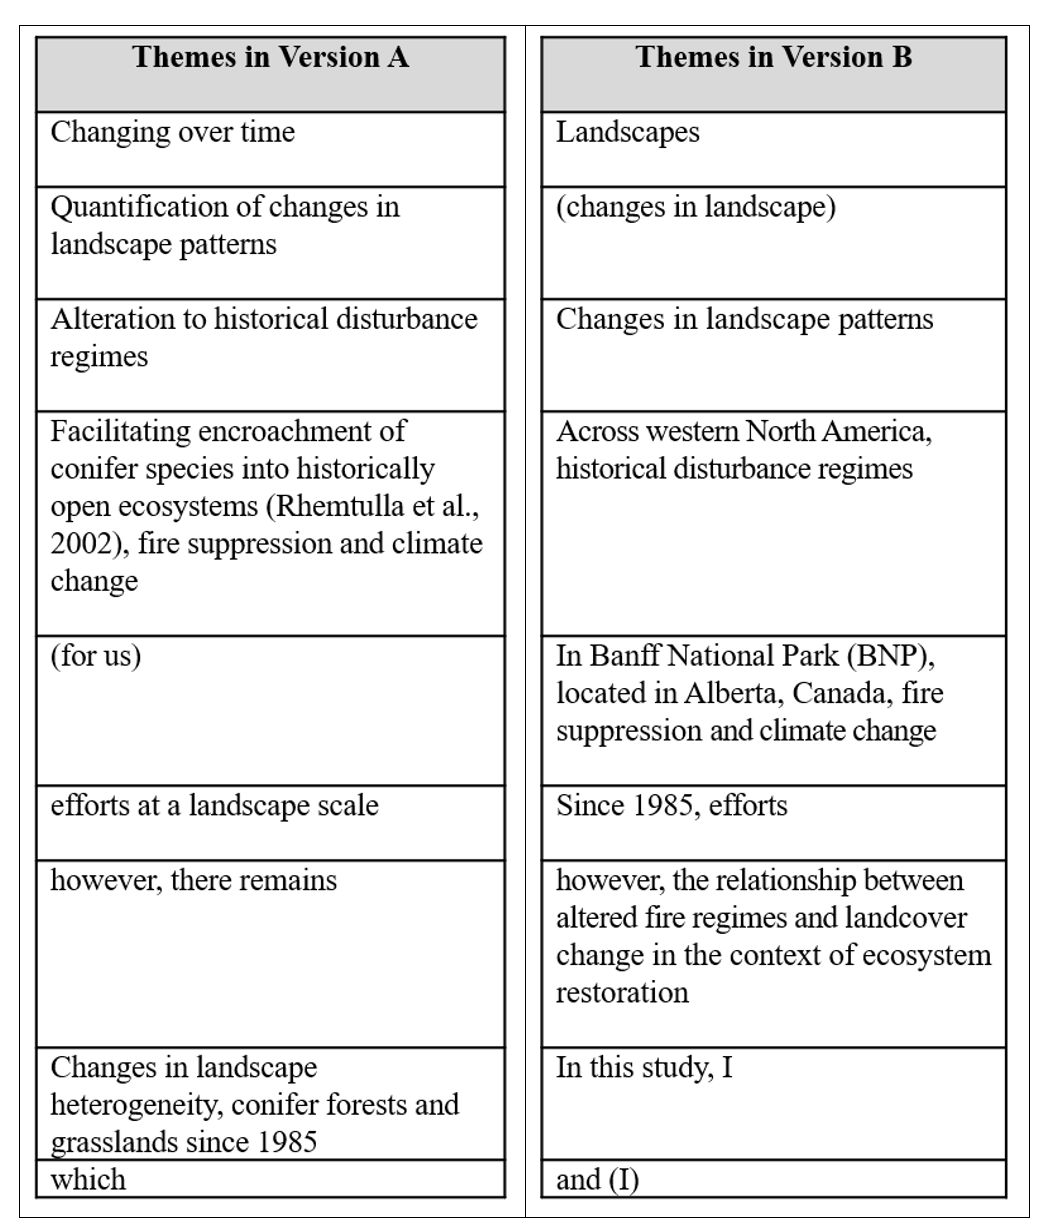 Themes in Version A
Themes in Version B
Changing over time
Landscapes
Quantification of changes in
landscape patterns
(changes in landscape)
Alteration to historical disturbance
regimes
Changes in landscape patterns
Facilitating encroachment of
conifer species into historically
open ecosystems (Rhemtulla et al.,
2002), fire suppression and climate
change
Across western North America,
historical disturbance regimes
(for us)
In Banff National Park (BNP),
located in Alberta, Canada, fire
suppression and climate change
efforts at a landscape scale
Since 1985, efforts
however, there remains
however, the relationship between
altered fire regimes and landcover
change in the context of ecosystem
restoration
Changes in landscape
heterogeneity, conifer forests and
grasslands since 1985
In this study, I
which
and (I)